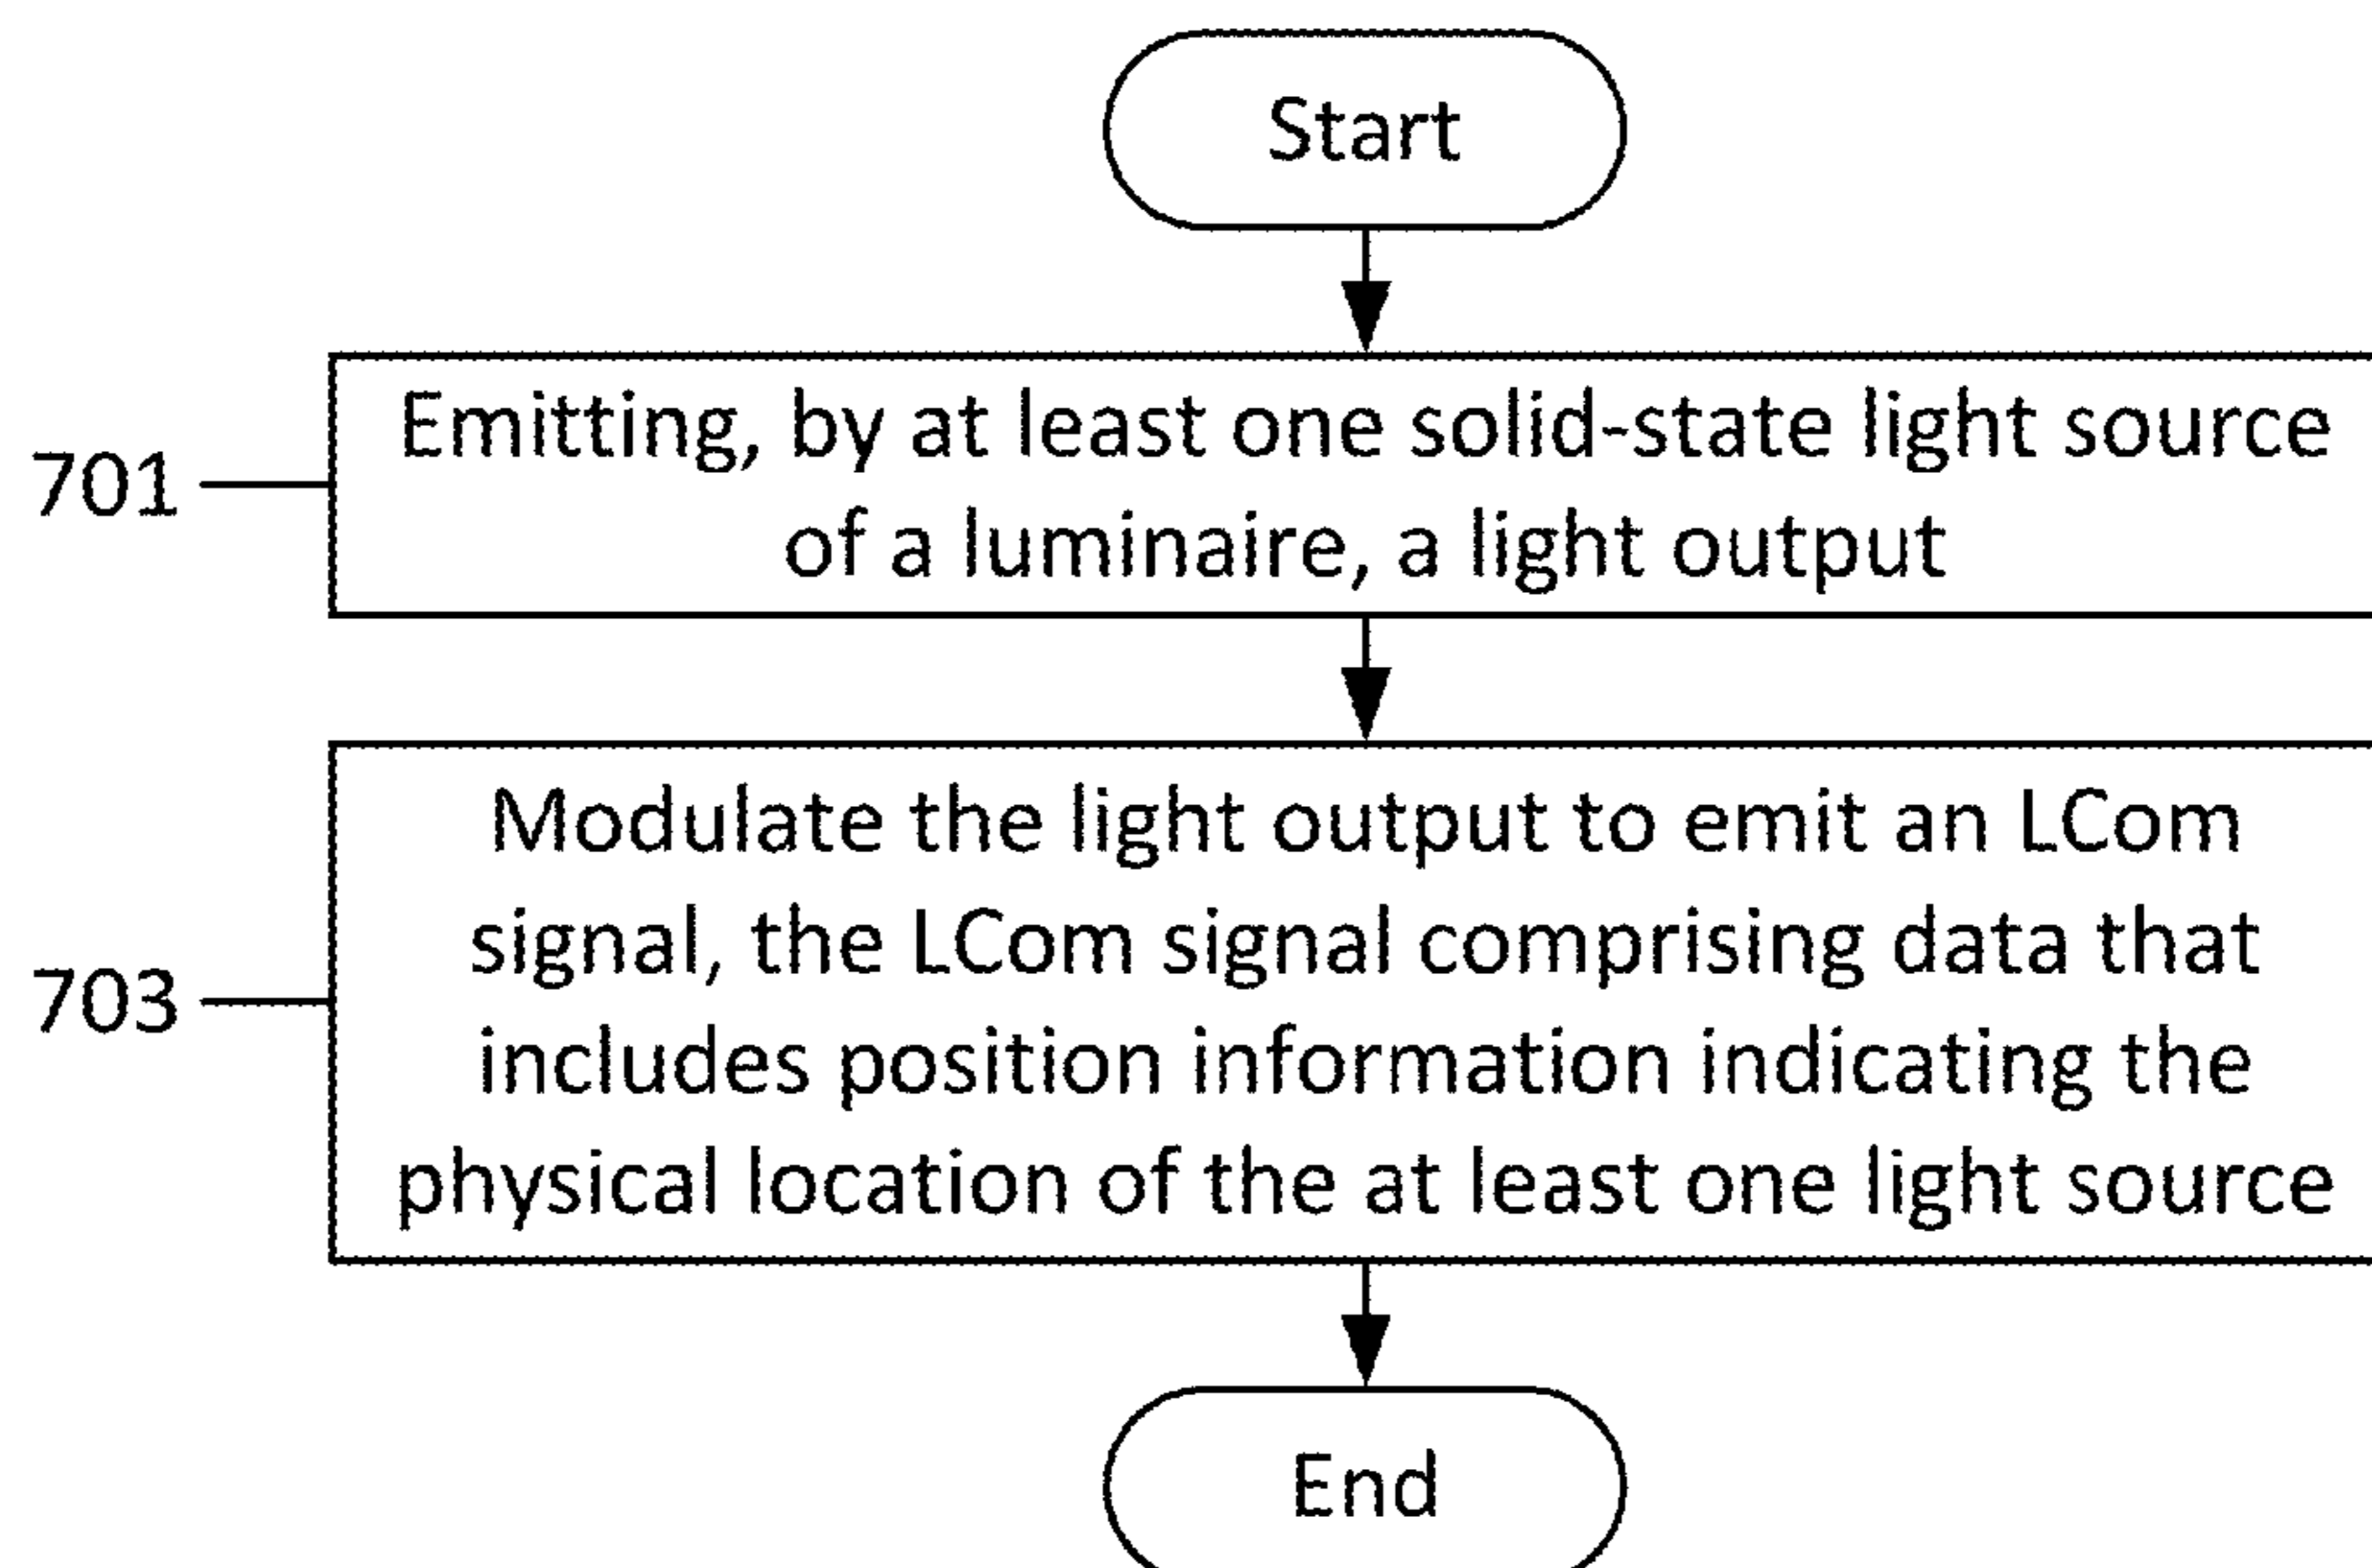 Start
701
Emitting, by at least one solid-state light source
of a luminaire, a light output
703
Modulate the light output to emit an LCom
signal, the LCom signal comprising data that
includes position information indicating the
physical location of the at least one light source
End